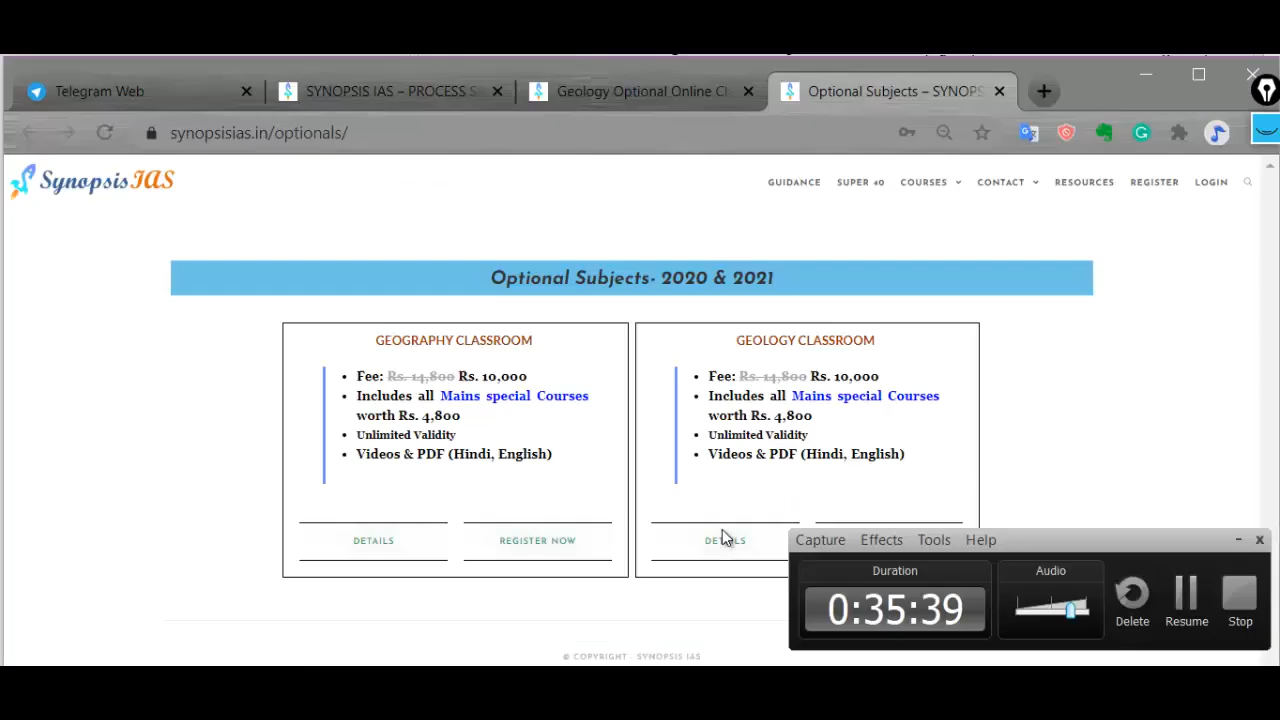 Telegram Web
SYNOPSIS IAS – PROCESS S
Geology Optional Online Cl
Optional Subjects – SYNOPS
synopsisias.in/optionals/
Synopsis IAS
GUIDANCE
SUPER 40
COURSES
CONTACT
RESOURCES
REGISTER
LOGIN
Optional Subjects- 2020 & 2021
GEOGRAPHY CLASSROOM
Fee: Rs. 14,800 Rs. 10,000
Includes all Mains special Courses
worth Rs. 4,800
Unlimited Validity
Videos & PDF (Hindi, English)
DETAILS
REGISTER NOW
GEOLOGY CLASSROOM
Fee: Rs. 14,800 Rs. 10,000
Includes all Mains special Courses
worth Rs. 4,800
Unlimited Validity
Videos & PDF (Hindi, English)
DETAILS
Capture Effects Tools Help
Duration
Audio
0:35:39
Delete
Resume
Stop
© COPYRIGHT - SYNOPSIS IAS